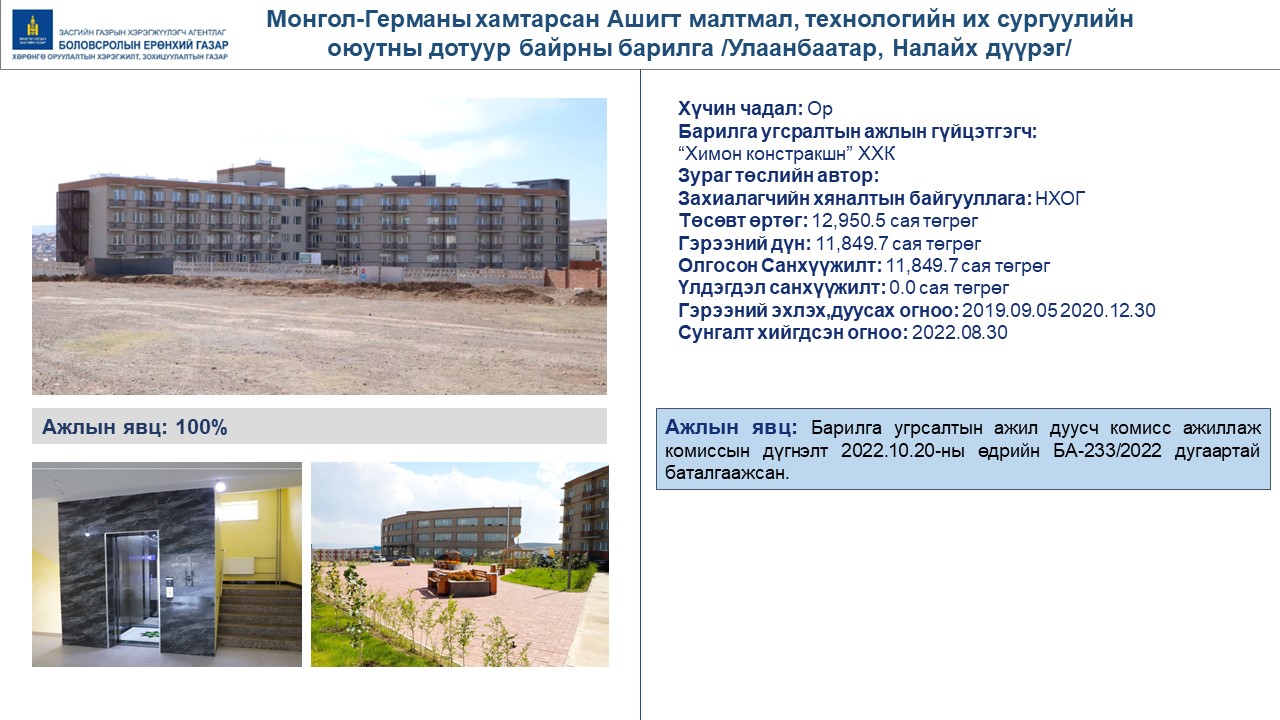 Монгол-Германы хамтарсан Ашигт малтмал, технологийн их сургуулийн
оюутны дотуур байрны барилга /Улаанбаатар, Налайх дүүрэг/
ЗАСГИЙН ГАЗРЫН ХЭРЭГЖҮҮЛЭГЧ АГЕНТЛАГ
БОЛОВСРОЛЫН ЕРӨНХИЙ ГАЗАР
ХӨРӨНГӨ ОРУУЛАЛТЫН ХЭРЭГЖИЛТ, ЗОХИЦУУЛАЛТЫН ГАЗАР
Хүчин чадал: Ор
Барилга угсралтын ажлын гүйцэтгэгч:
“Химон констракшн” ХХК
Зураг төслийн автор:
Захиалагчийн хяналтын байгууллага: НХОГ
Төсөвт өртөг: 12,950.5 сая төгрөг
Гэрээний дүн: 11,849.7 сая төгрөг
Олгосон Санхүүжилт: 11,849.7 сая төгрөг
Үлдэгдэл санхүүжилт: 0.0 сая төгрөг
Гэрээний эхлэх,дуусах огноо: 2019.09.05 2020.12.30
Сунгалт хийгдсэн огноо: 2022.08.30
Ажлын явц: 100%
Ажлын явц: Барилга угрсалтын ажил дуусч комисс ажиллаж
комиссын дүгнэлт 2022.10.20-ны өдрийн БА-233/2022 дугаартай
баталгаажсан.